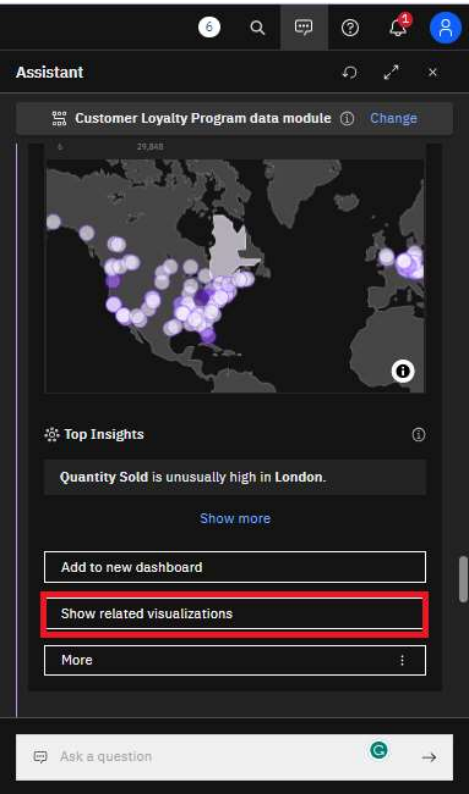 6
1
Assistant
Customer Loyalty Program data module Change
6 29,848
Top Insights
Quantity Sold is unusually high in London.
Show more
Add to new dashboard
Show related visualizations
More
Ask a question